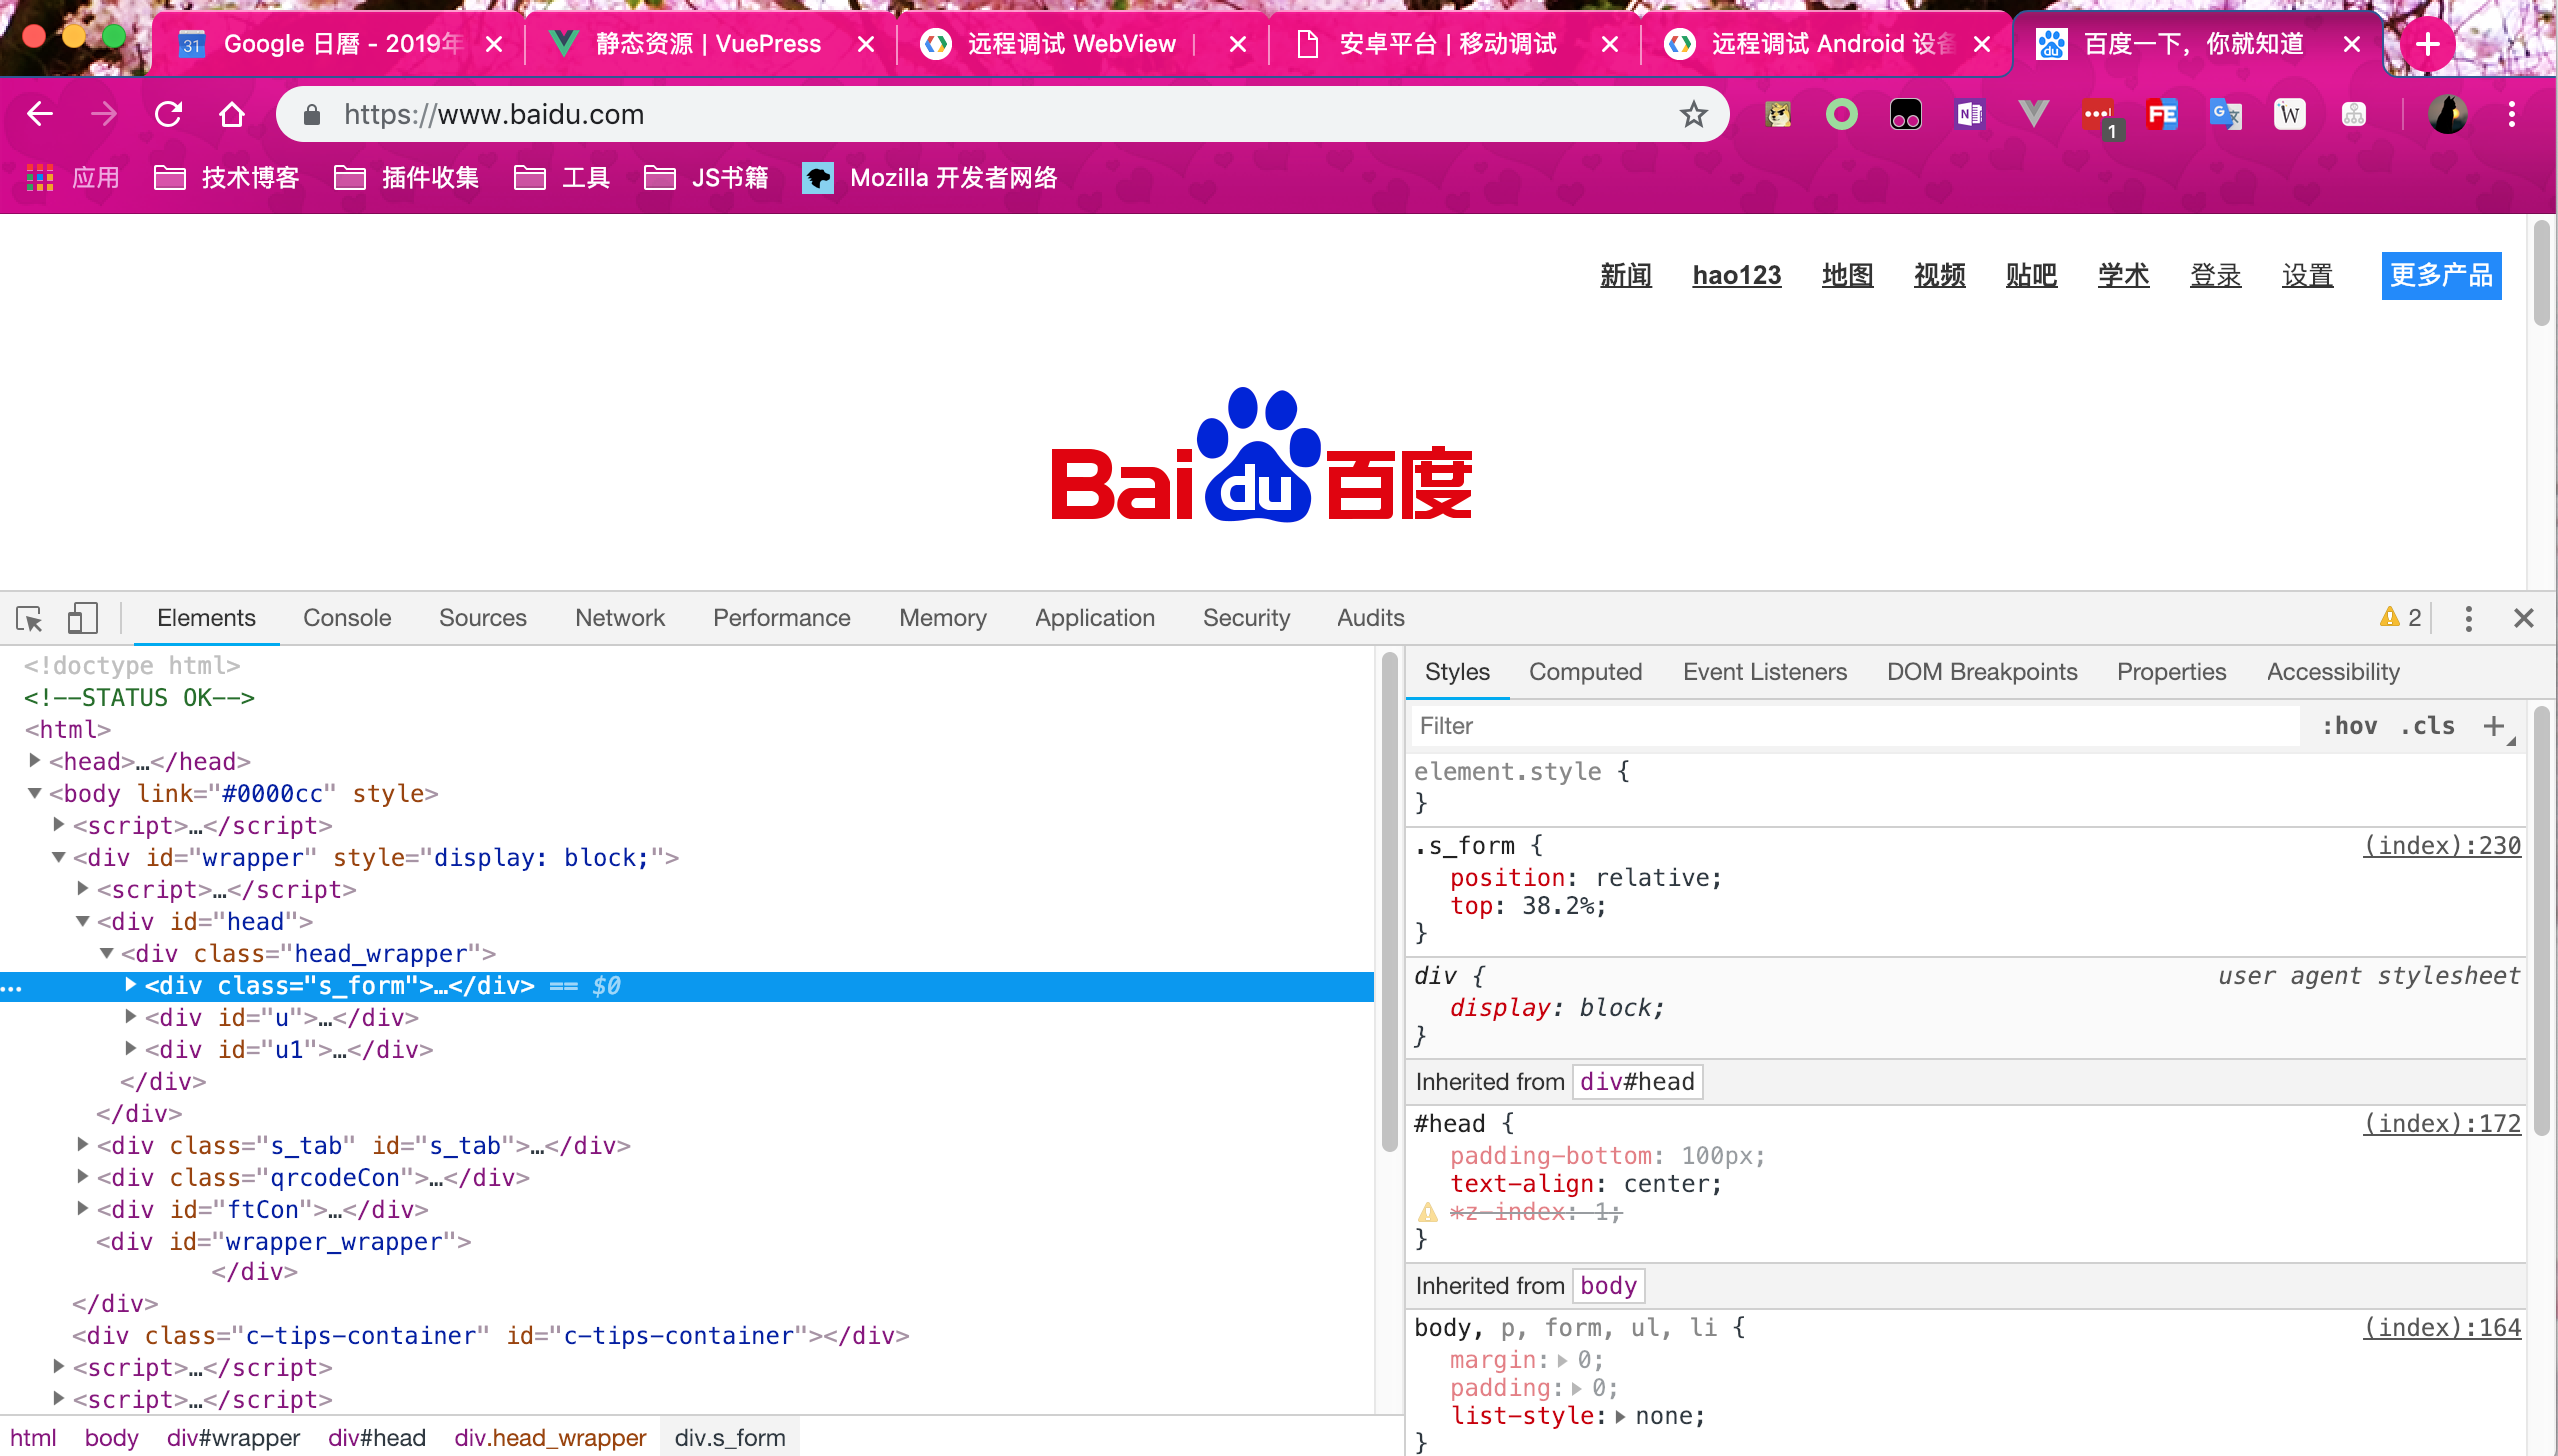 Google 日曆 - 2019年
静态资源 | VuePress
远程调试 WebView |
安卓平台 | 移动调试
远程调试 Android 设备
百度一下，你就知道
https://www.baidu.com
1
应用
技术博客
插件收集
工具
JS书籍
Mozilla 开发者网络
新闻 hao123 地图 视频 贴吧 学术 登录 设置 更多产品
Bai du 百度
Elements Console Sources Network Performance Memory Application Security Audits 2
<!doctype html>
<!--STATUS OK-->
<html>
<head>…</head>
<body link="#0000cc" style>
<script>…</script>
<div id="wrapper" style="display: block;">
<script>…</script>
<div id="head">
<div class="head_wrapper">
… <div class="s_form">…</div> == $0
<div id="u">…</div>
<div id="u1">…</div>
</div>
</div>
<div class="s_tab" id="s_tab">…</div>
<div class="qrcodeCon">…</div>
<div id="ftCon">…</div>
<div id="wrapper_wrapper">
</div>
</div>
<div class="c-tips-container" id="c-tips-container"></div>
<script>…</script>
<script>…</script>
html body div#wrapper div#head div.head_wrapper div.s_form
Styles Computed Event Listeners DOM Breakpoints Properties Accessibility
Filter :hov .cls +
element.style {
}
.s_form { (index):230
position: relative;
top: 38.2%;
}
div { user agent stylesheet
display: block;
}
Inherited from div#head
#head { (index):172
padding-bottom: 100px;
text-align: center;
*z-index: 1;
}
Inherited from body
body, p, form, ul, li { (index):164
margin: 0;
padding: 0;
list-style: none;
}